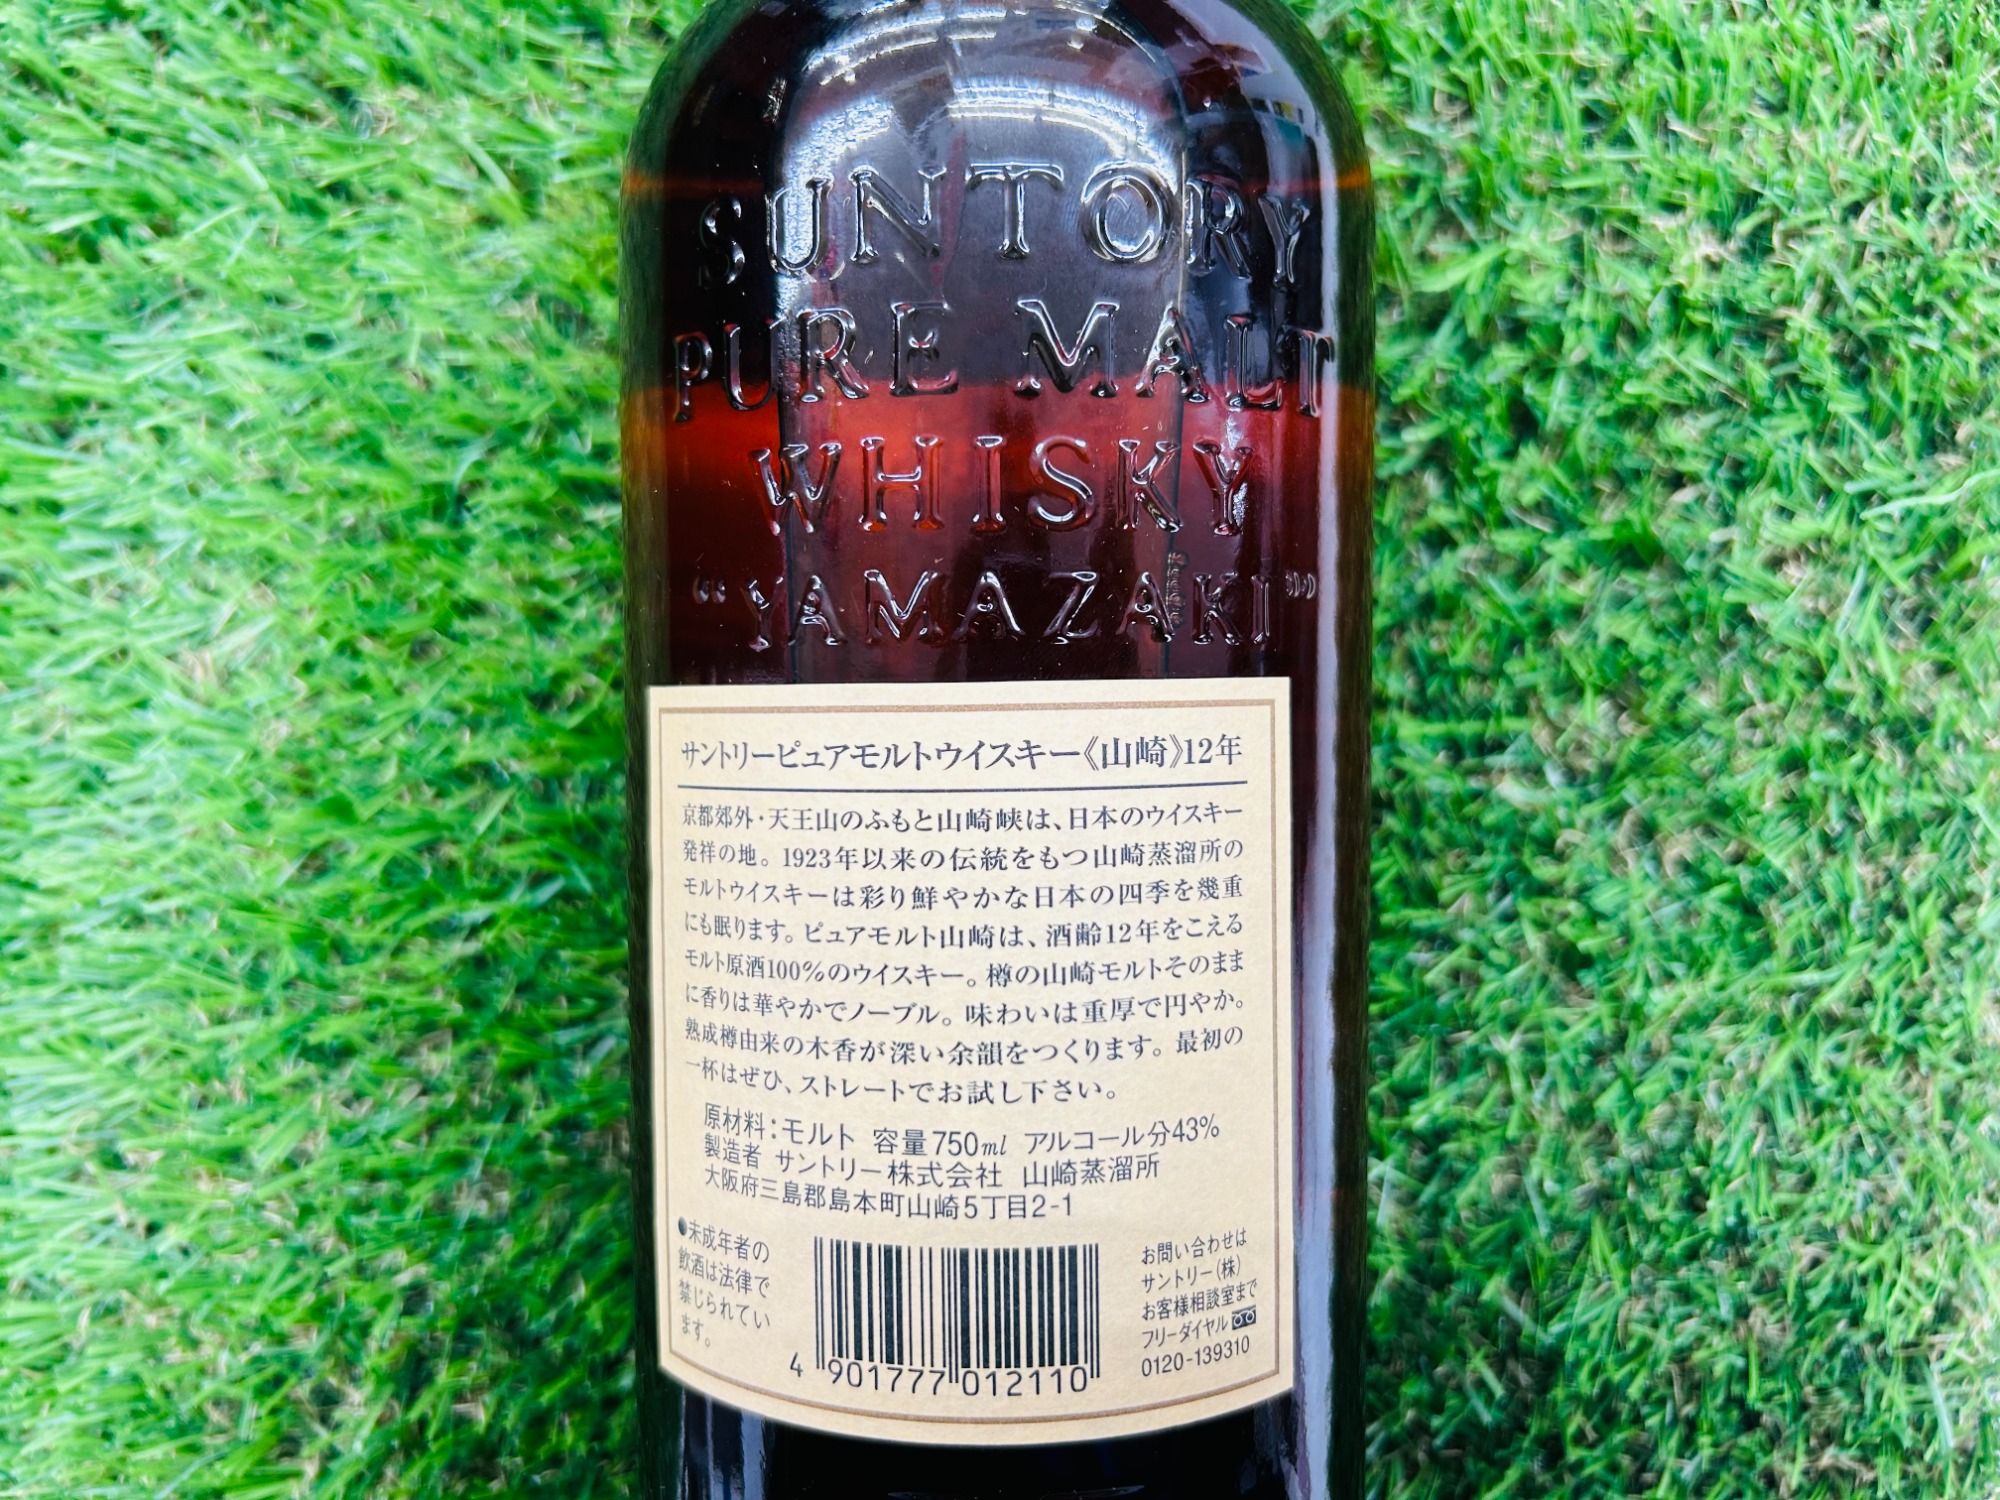 SUNTORY
PURE MALT
WHISKY
"YAMAZAKI"
サントリーピュアモルトウイスキー《山崎》12年
京都郊外・天王山のふもと山崎峡は、日本のウイスキー
発祥の地。1923年以来の伝統をもつ山崎蒸溜所の
モルトウイスキーは彩り鮮やかな日本の四季を幾重
にも眠ります。ピュアモルト山崎は、酒齢12年をこえる
モルト原酒100%のウイスキー。樽の山崎モルトそのまま
に香りは華やかでノーブル。味わいは重厚で円やか。
熟成樽由来の木香が深い余韻をつくります。最初の
一杯はぜひ、ストレートでお試し下さい。
原材料：モルト 容量750ml アルコール分43%
製造者 サントリー株式会社 山崎蒸溜所
大阪府三島郡島本町山崎5丁目2-1
●未成年者の
飲酒は法律で
禁じられてい
ます。
4 901777 012110
お問い合わせは
サントリー(株)
お客様相談室まで
フリーダイヤル
0120-139310